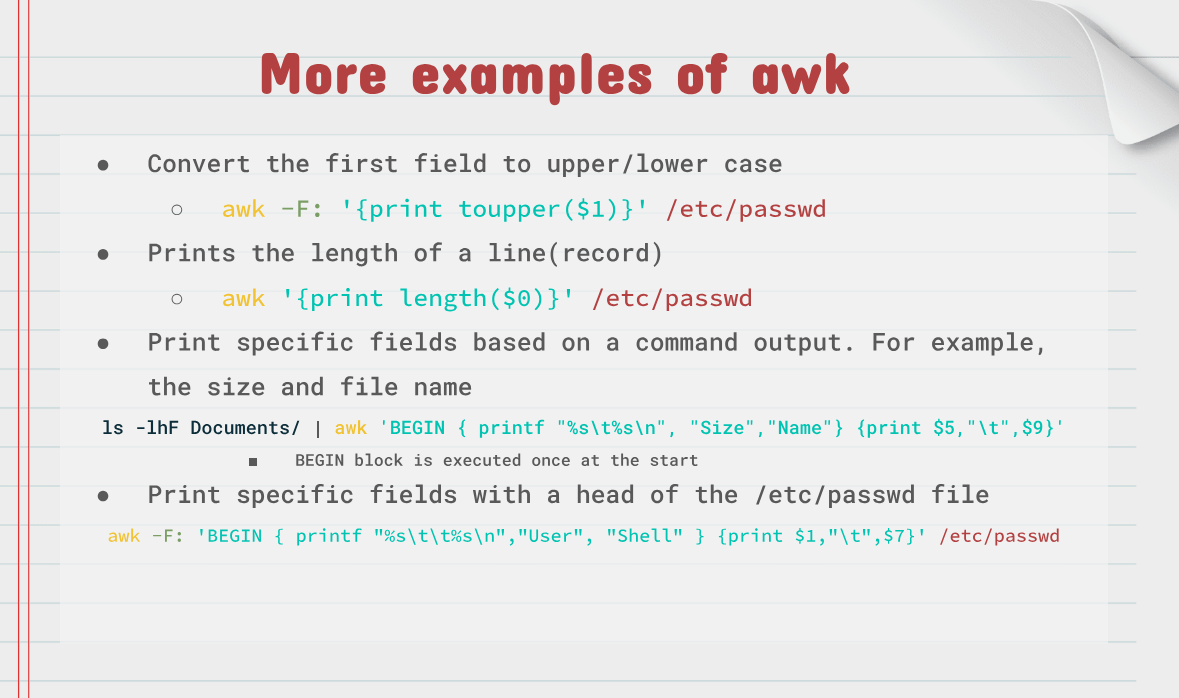 More examples of awk
● Convert the first field to upper/lower case
○ awk -F: '{print toupper($1)}' /etc/passwd
● Prints the length of a line(record)
○ awk '{print length($0)}' /etc/passwd
● Print specific fields based on a command output. For example,
the size and file name
ls -lhF Documents/ | awk 'BEGIN { printf "%s\t%s\n", "Size","Name"} {print $5,"\t",$9}'
■ BEGIN block is executed once at the start
● Print specific fields with a head of the /etc/passwd file
awk -F: 'BEGIN { printf "%s\t\t%s\n","User", "Shell" } {print $1,"\t",$7}' /etc/passwd